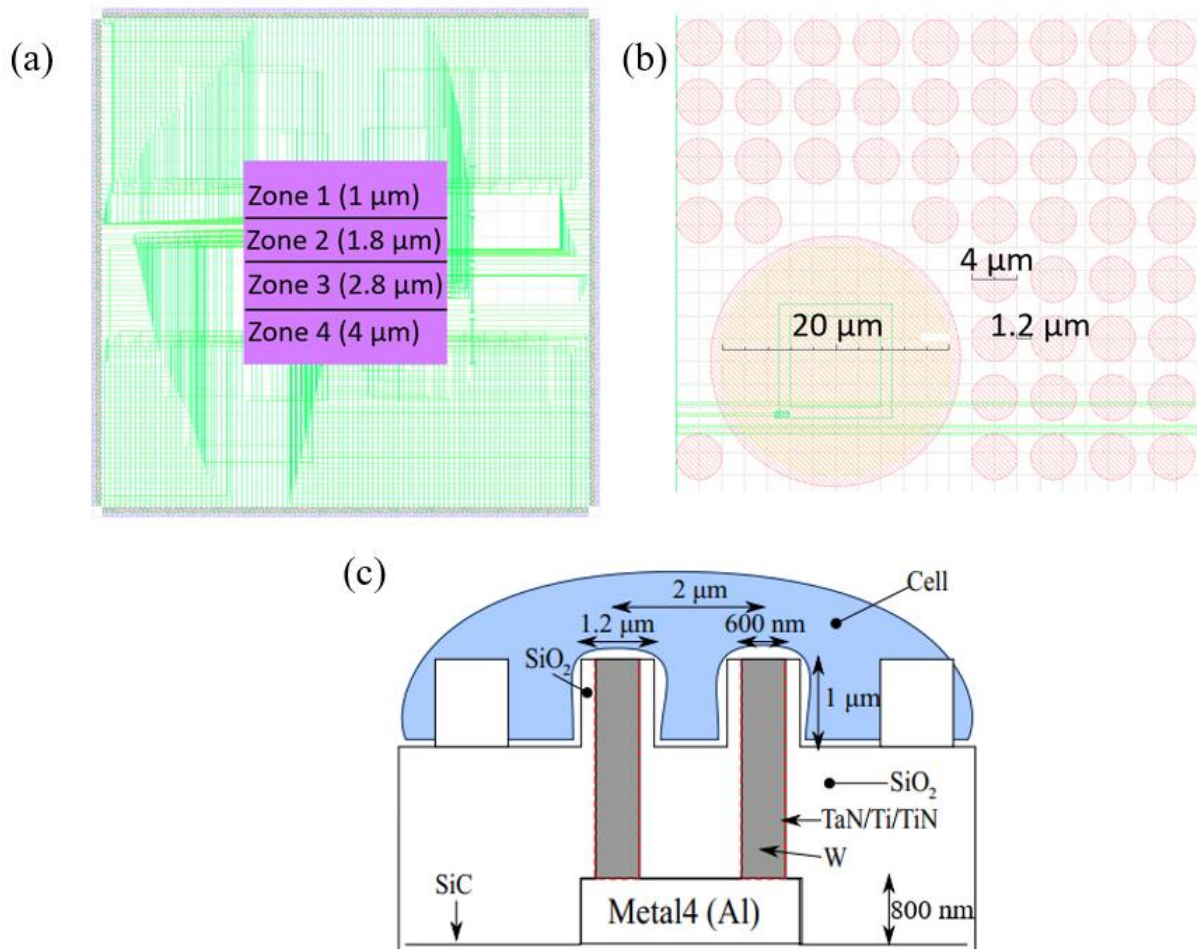 (a)
Zone 1 (1 μm)
Zone 2 (1.8 μm)
Zone 3 (2.8 μm)
Zone 4 (4 μm)
(b)
4 μm
20 μm
1.2 μm
(c)
Cell
2 μm
1.2 μm
600 nm
SiO₂
1 μm
SiO₂
TaN/Ti/TiN
W
SiC
Metal4 (Al)
800 nm